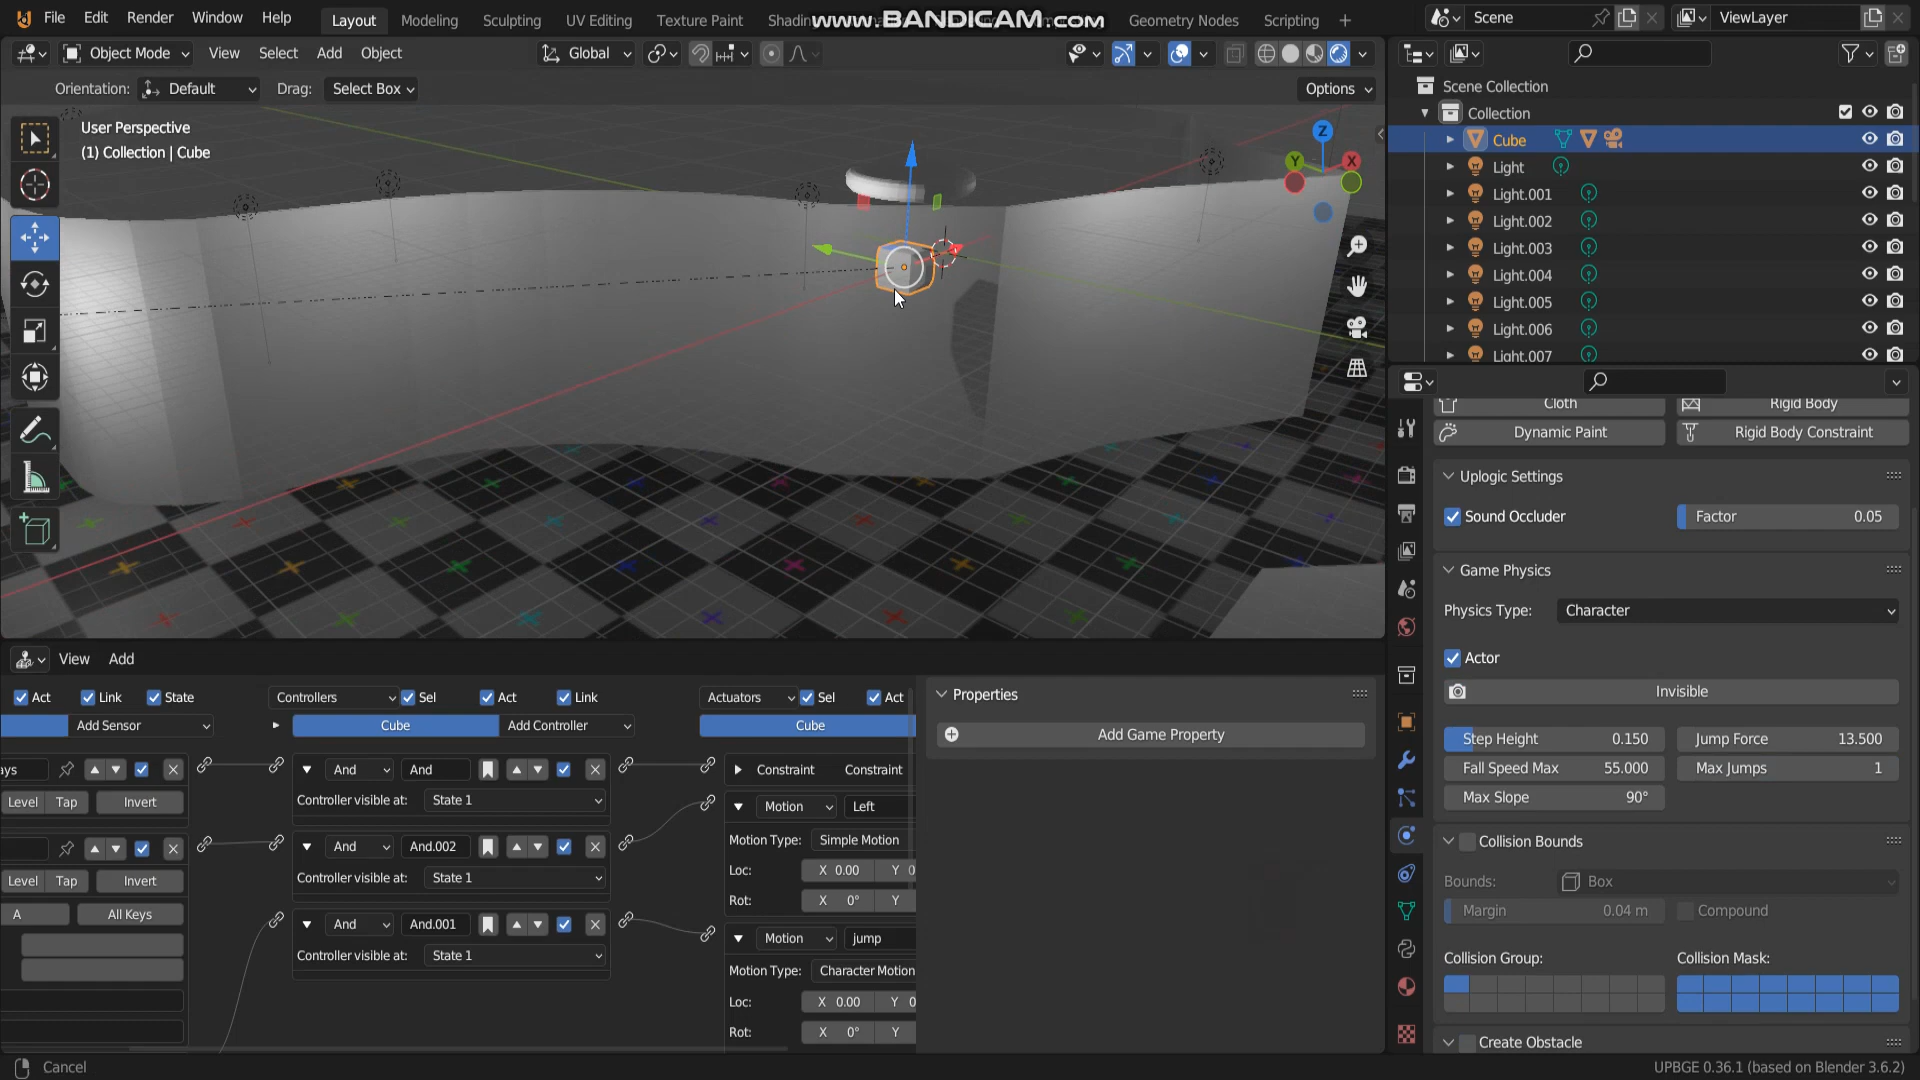 File Edit Render Window Help Layout Modeling Sculpting UV Editing Texture Paint Shadin www.BANDICAM.com Geometry Nodes Scripting + Scene ViewLayer
Object Mode View Select Add Object Global
Orientation: Default Drag: Select Box Options
User Perspective
(1) Collection | Cube
Z
Y X
Scene Collection
Collection
Cube
Light
Light.001
Light.002
Light.003
Light.004
Light.005
Light.006
Light.007
Cloth Rigid Body
Dynamic Paint Rigid Body Constraint
Uplogic Settings
Sound Occluder Factor 0.05
Game Physics
Physics Type: Character
Actor
Invisible
Step Height 0.150 Jump Force 13.500
Fall Speed Max 55.000 Max Jumps 1
Max Slope 90°
Collision Bounds
Bounds: Box
Margin 0.04 m Compound
Collision Group: Collision Mask:
Create Obstacle
View Add
Act Link State Controllers Sel Act Link Actuators Sel Act
Add Sensor Cube Add Controller Cube
ays And And Constraint Constraint
Level Tap Invert Controller visible at: State 1
Motion Left
And And.002
Motion Type: Simple Motion
Level Tap Invert Controller visible at: State 1
Loc: X 0.00 Y 0
Rot: X 0° Y
A All Keys
And And.001 Motion jump
Controller visible at: State 1
Motion Type: Character Motion
Loc: X 0.00 Y 0
Rot: X 0° Y
Properties
Add Game Property
Cancel UPBGE 0.36.1 (based on Blender 3.6.2)